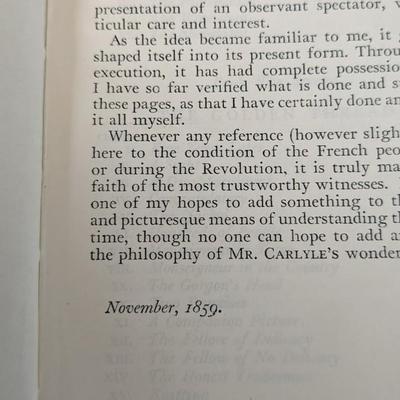 presentation of an observant spectator,
ticular care and interest.
As the idea became familiar to me, it
shaped itself into its present form. Throu
execution, it has had complete possessio
I have so far verified what is done and su
these pages, as that I have certainly done an
it all myself.
Whenever any reference (however sligh
here to the condition of the French peo
or during the Revolution, it is truly ma
faith of the most trustworthy witnesses.
one of my hopes to add something to th
and picturesque means of understanding th
time, though no one can hope to add an
the philosophy of MR. CARLYLE's wonder
November, 1859.